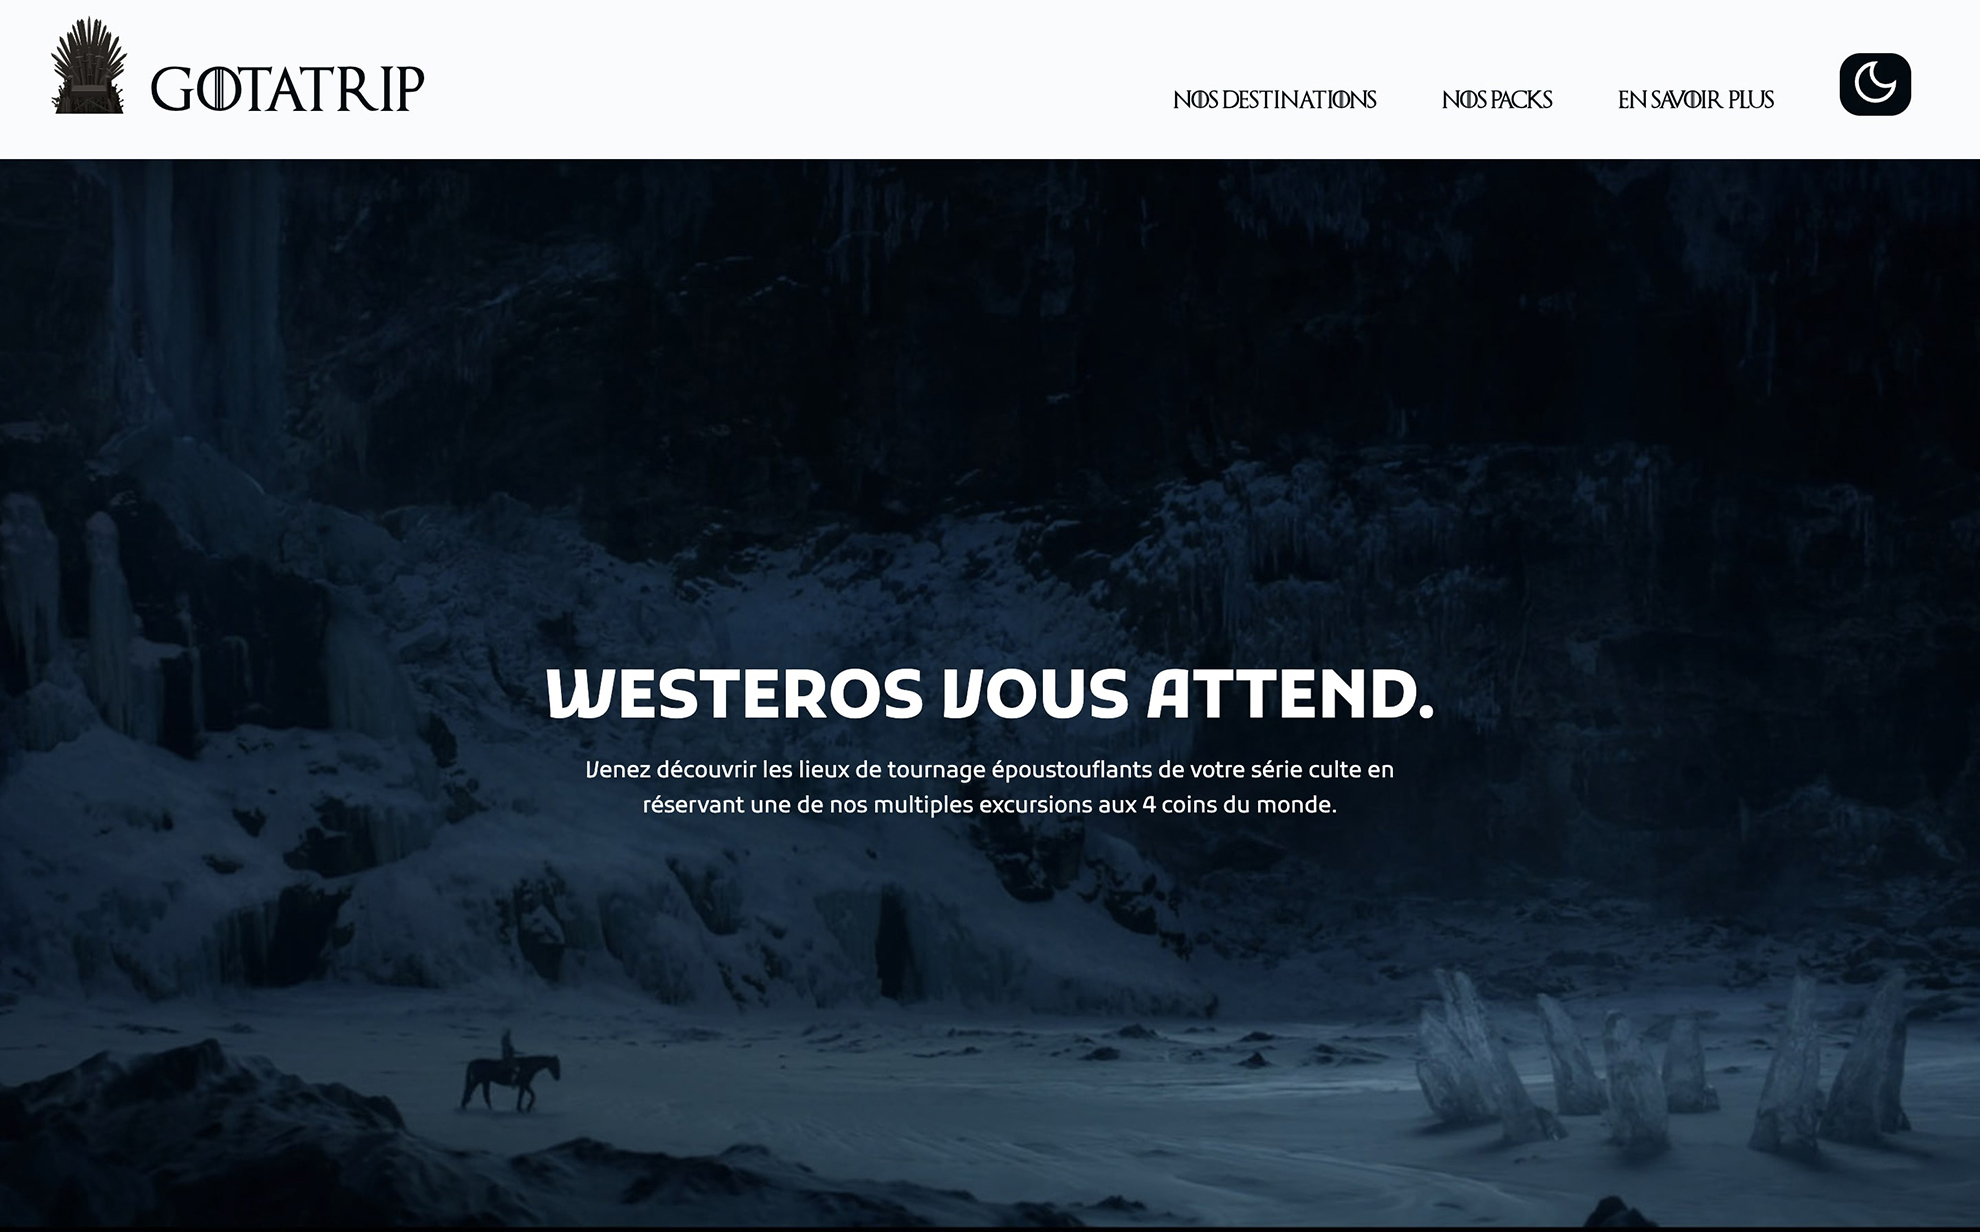 GOTATRIP
NOS DESTINATIONS
NOS PACKS
EN SAVOIR PLUS
WESTEROS VOUS ATTEND.
Venez découvrir les lieux de tournage époustouflants de votre série culte en
réservant une de nos multiples excursions aux 4 coins du monde.